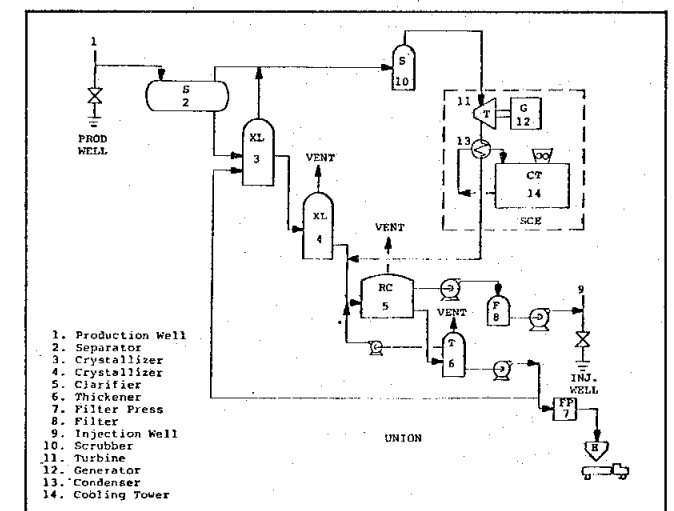 1
PROD
WELL
S
2
XL
3
VENT
XL
4
S
10
11
T
G
12
13
CT
14
SCE
VENT
RC
5
F
8
9
VENT
T
6
INJ.
WELL
FP
7
H
UNION
1. Production Well
2. Separator
3. Crystallizer
4. Crystallizer
5. Clarifier
6. Thickener
7. Filter Press
8. Filter
9. Injection Well
10. Scrubber
11. Turbine
12. Generator
13. Condenser
14. Cooling Tower